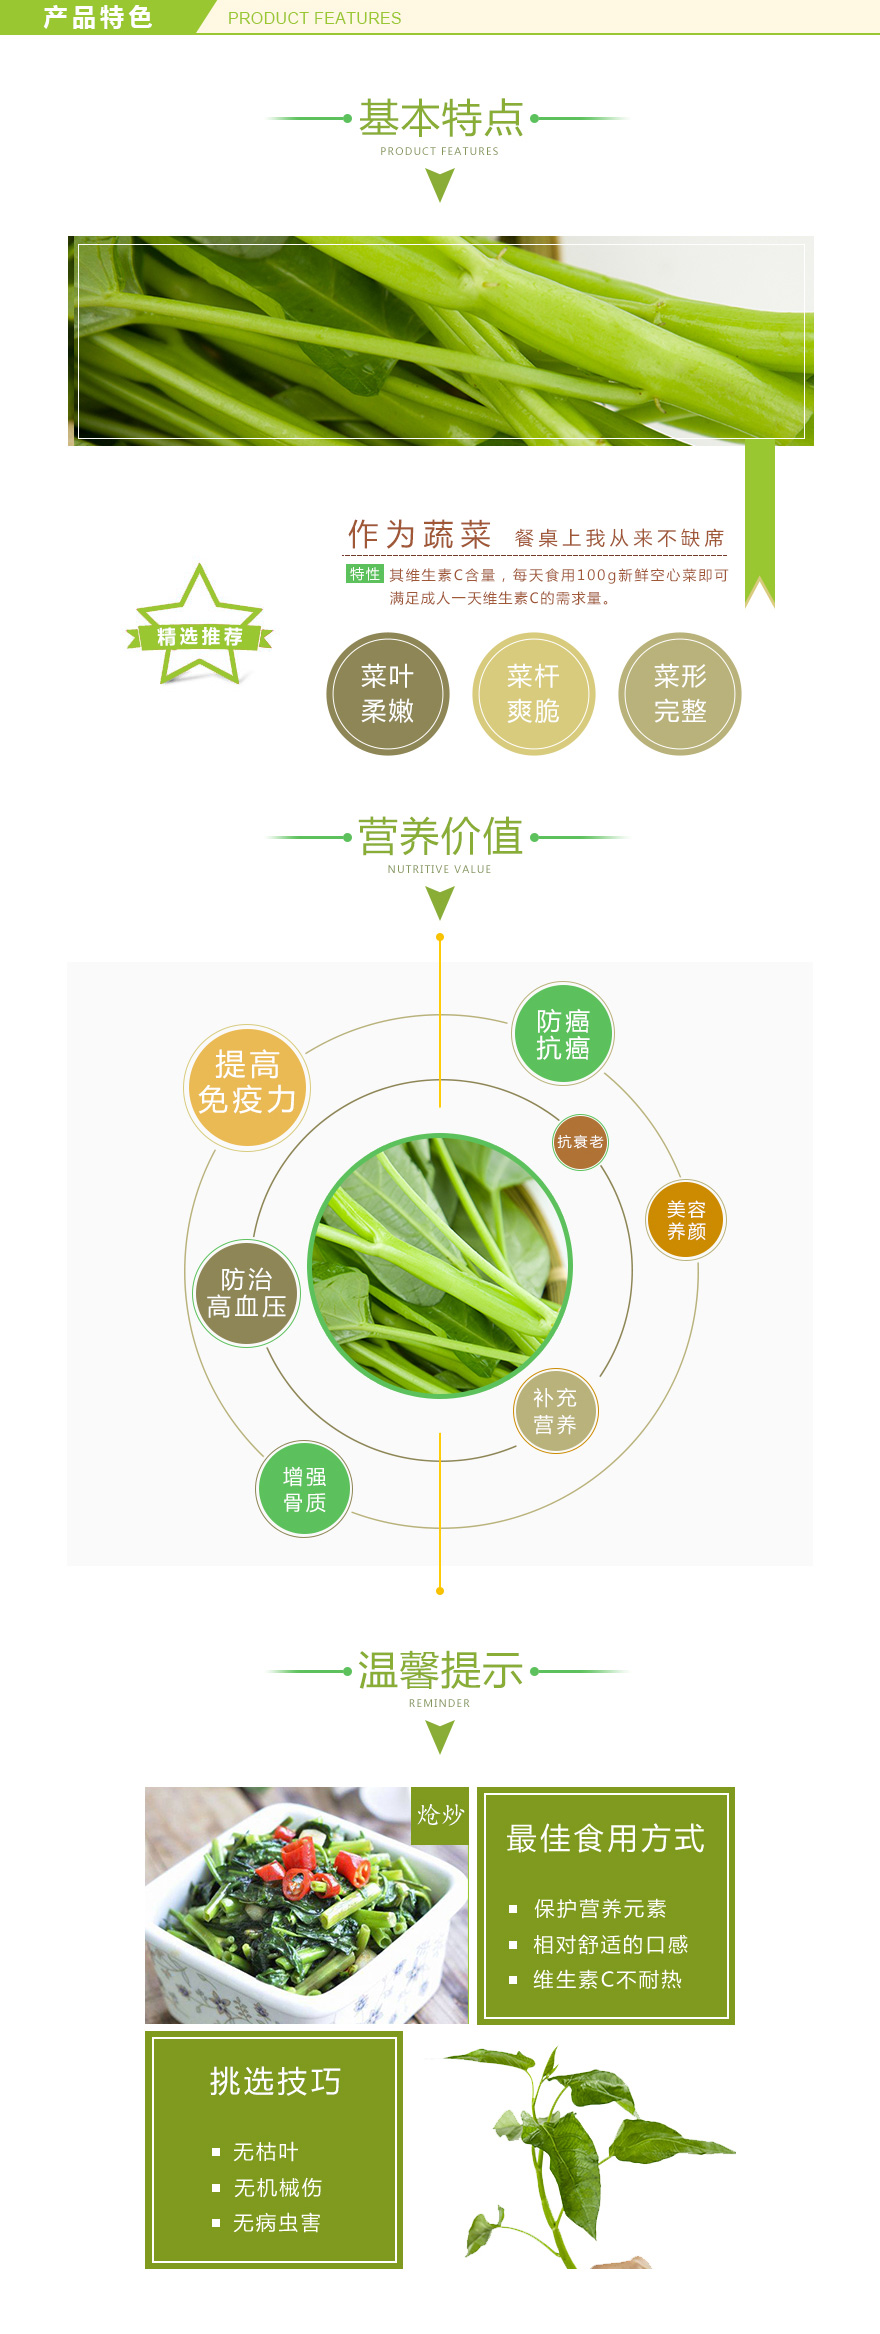 产品特色
PRODUCT FEATURES
基本特点
PRODUCT FEATURES
作为蔬菜 餐桌上我从来不缺席
特性 其维生素C含量，每天食用100g新鲜空心菜即可
满足成人一天维生素C的需求量。
精选推荐
菜叶
柔嫩
菜杆
爽脆
菜形
完整
营养价值
NUTRITIVE VALUE
防癌
抗癌
提高
免疫力
抗衰老
美容
养颜
防治
高血压
补充
营养
增强
骨质
温馨提示
REMINDER
炝炒
最佳食用方式
保护营养元素
相对舒适的口感
维生素C不耐热
挑选技巧
无枯叶
无机械伤
无病虫害